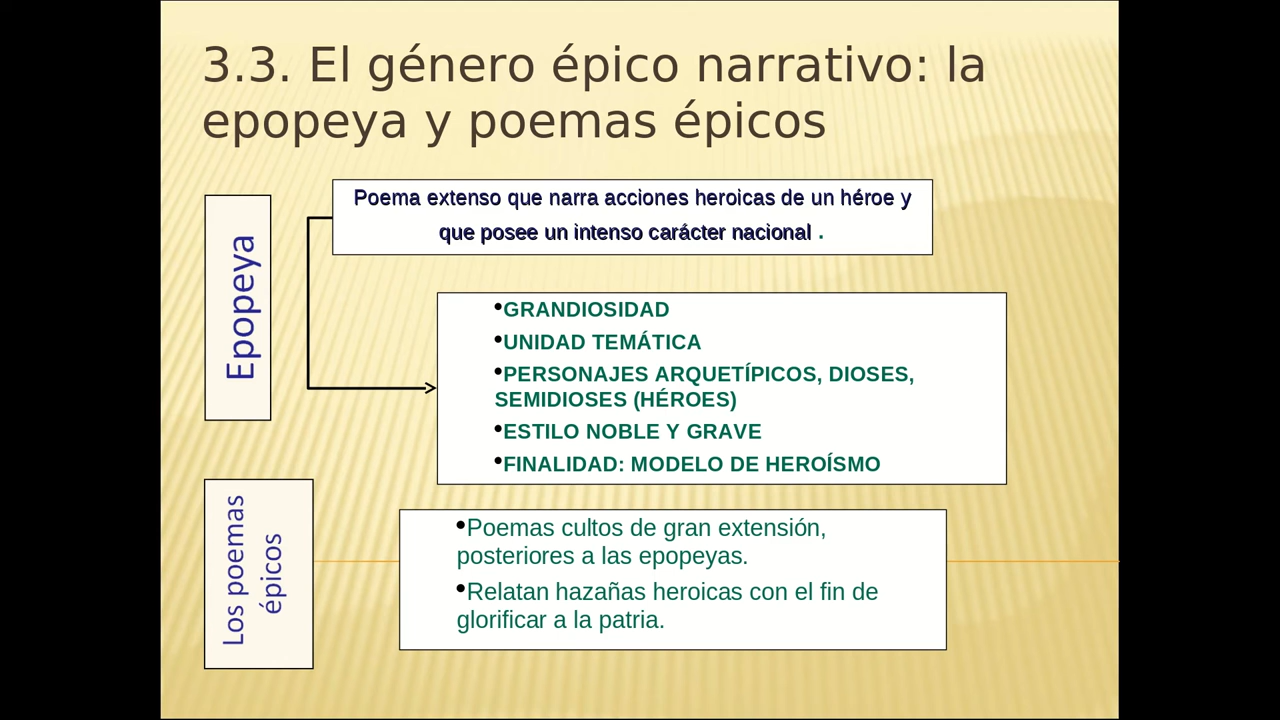 3.3. El género épico narrativo: la
epopeya y poemas épicos
Epopeya
Poema extenso que narra acciones heroicas de un héroe y
que posee un intenso carácter nacional .
•GRANDIOSIDAD
•UNIDAD TEMÁTICA
•PERSONAJES ARQUETÍPICOS, DIOSES,
SEMIDIOSES (HÉROES)
•ESTILO NOBLE Y GRAVE
•FINALIDAD: MODELO DE HEROÍSMO
Los poemas
épicos
•Poemas cultos de gran extensión,
posteriores a las epopeyas.
•Relatan hazañas heroicas con el fin de
glorificar a la patria.